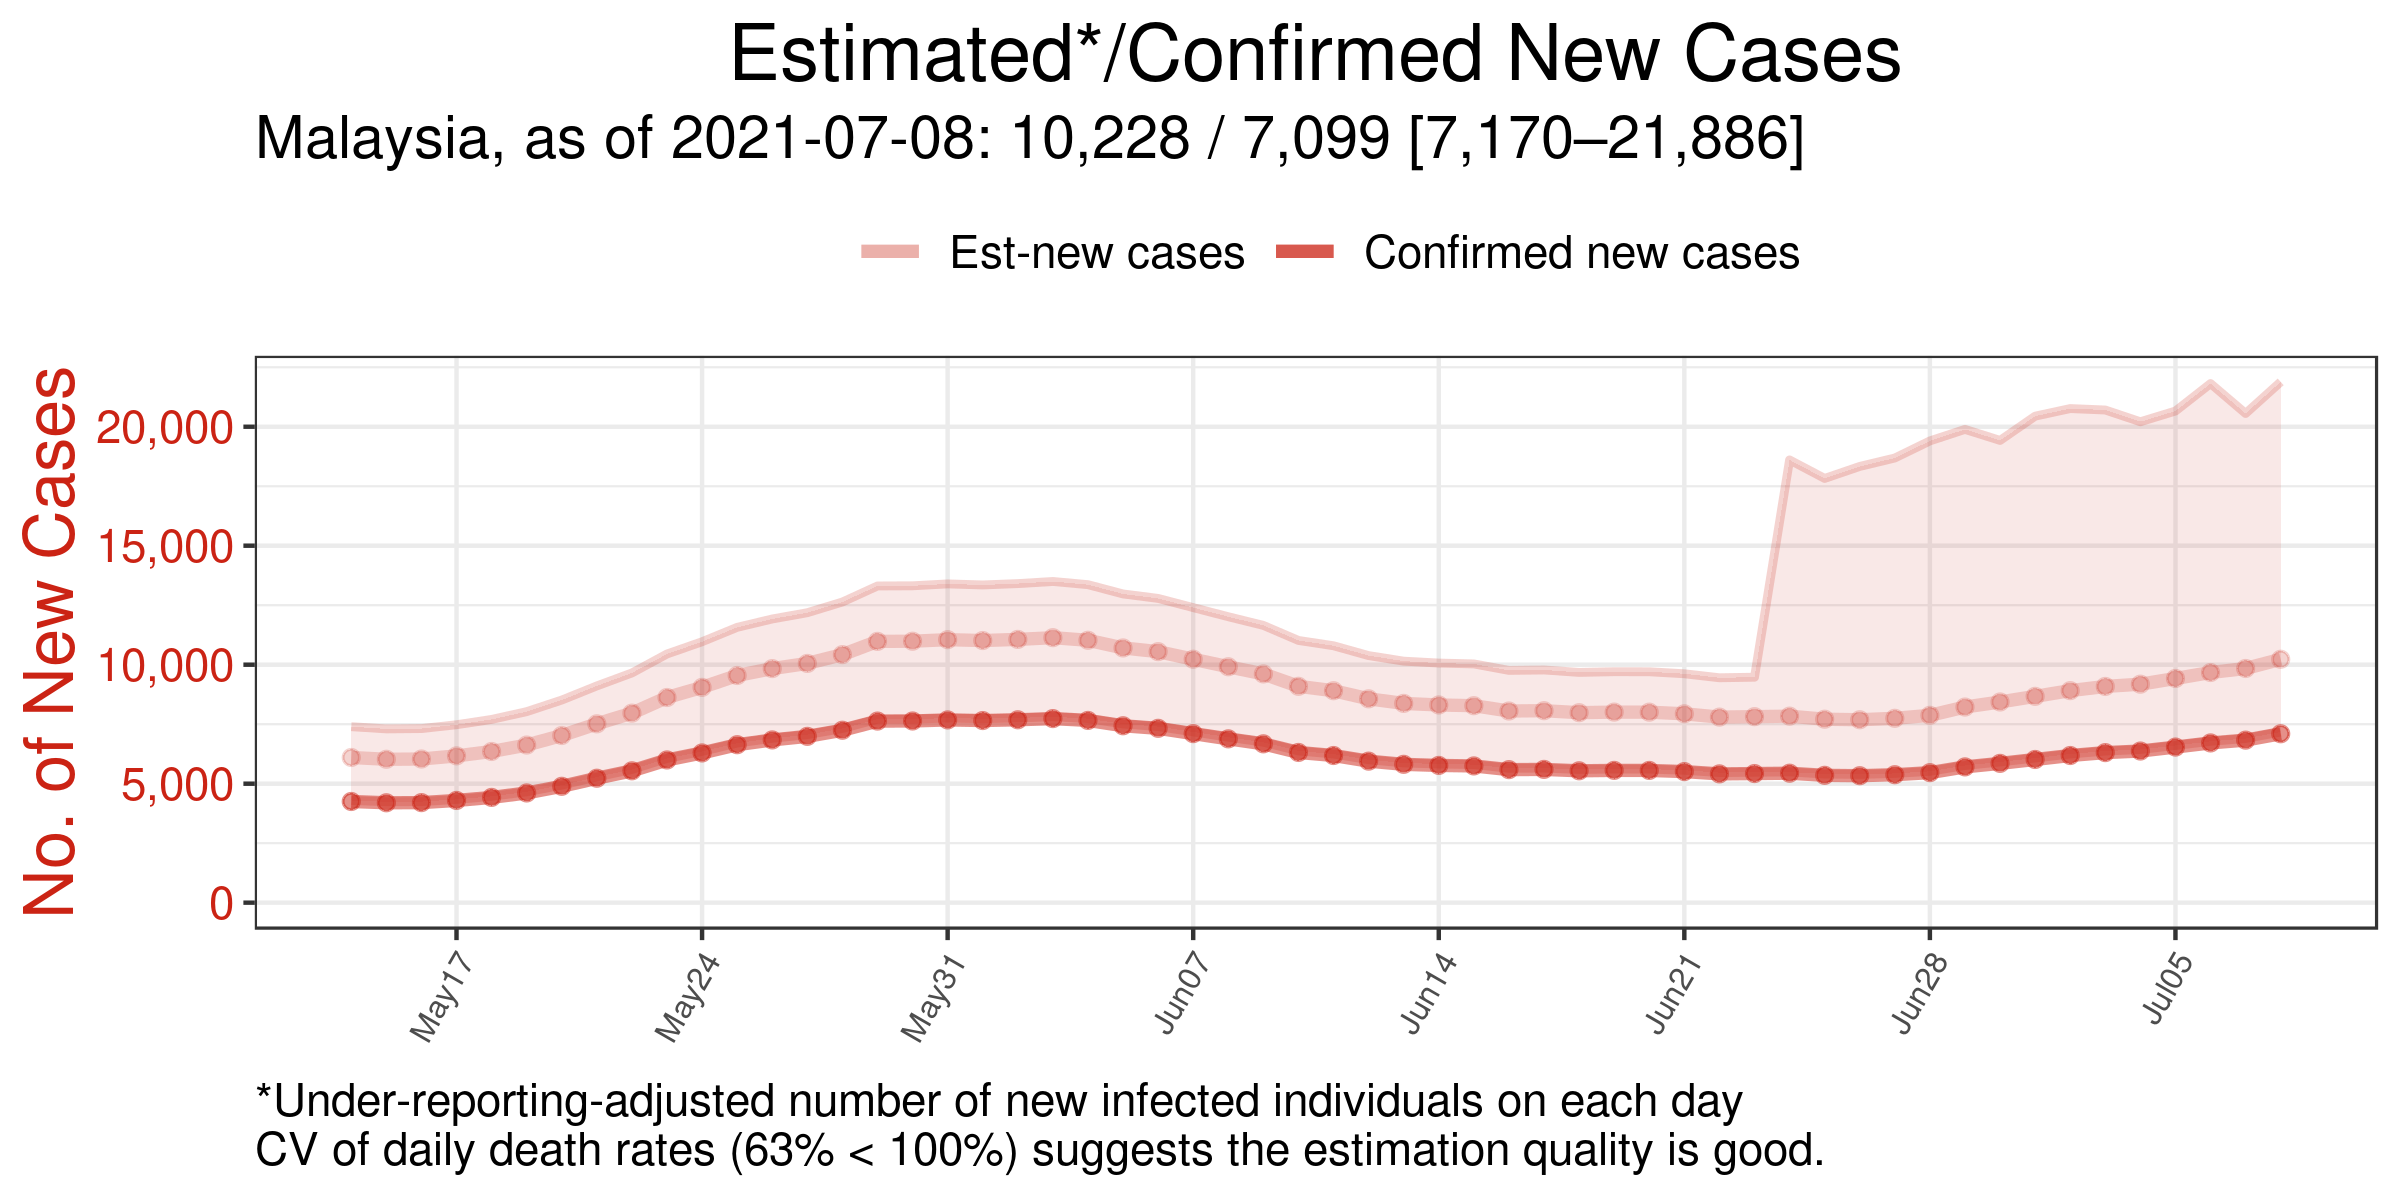 Estimated*/Confirmed New Cases
Malaysia, as of 2021-07-08: 10,228 / 7,099 [7,170–21,886]
Est-new cases
Confirmed new cases
No. of New Cases
20,000
15,000
10,000
5,000
0
May17
May24
May31
Jun07
Jun14
Jun21
Jun28
Jul05
*Under-reporting-adjusted number of new infected individuals on each day
CV of daily death rates (63% < 100%) suggests the estimation quality is good.